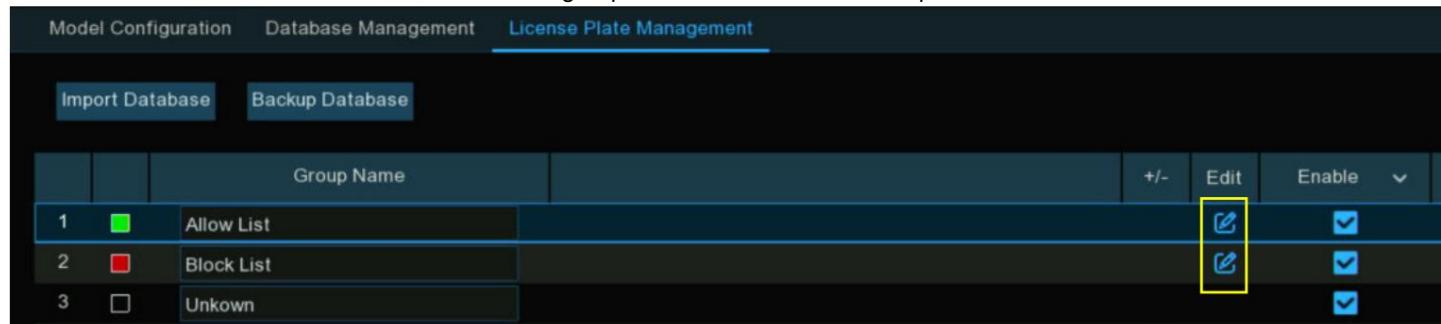 Model Configuration Database Management License Plate Management
Import Database Backup Database
Group Name +/- Edit Enable
1 Allow List
2 Block List
3 Unkown